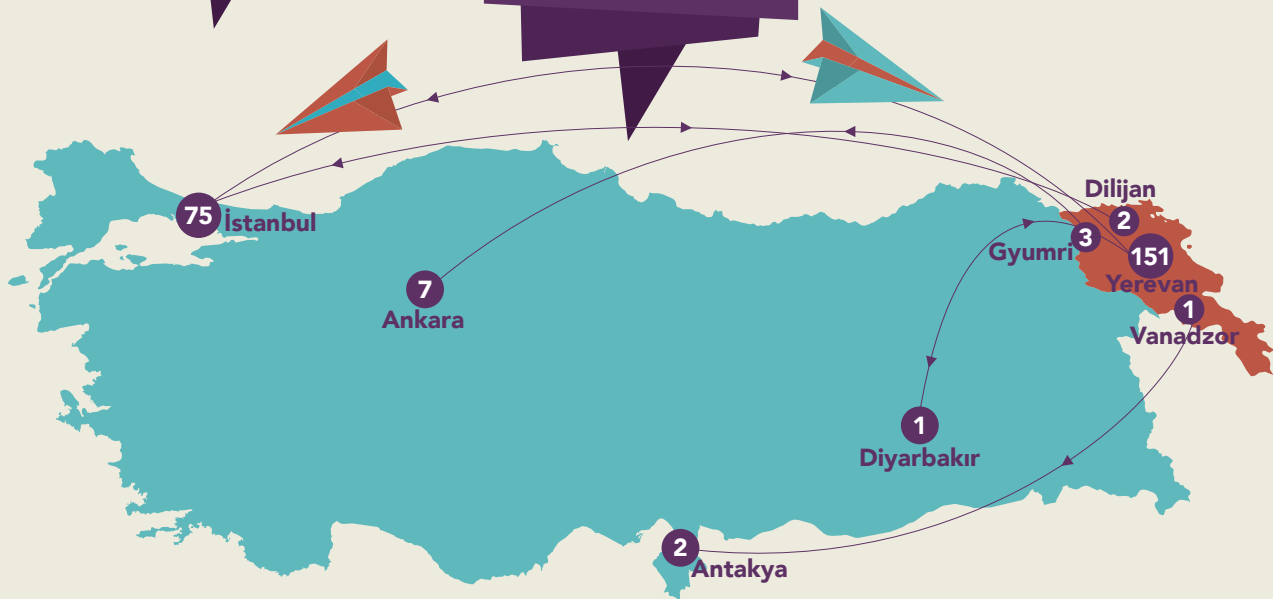 Dilijan
2
75
İstanbul
3
Gyumri
151
Yerevan
7
Ankara
1
Vanadzor
1
Diyarbakır
2
Antakya